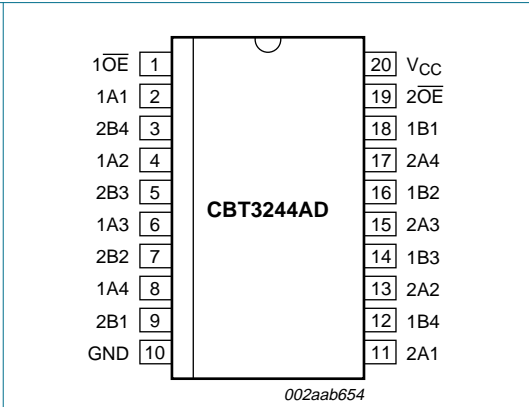 1O̅E̅ 1 20 VCC
1A1 2 19 2O̅E̅
2B4 3 18 1B1
1A2 4 17 2A4
2B3 5 16 1B2
CBT3244AD
1A3 6 15 2A3
2B2 7 14 1B3
1A4 8 13 2A2
2B1 9 12 1B4
GND 10 11 2A1
002aab654